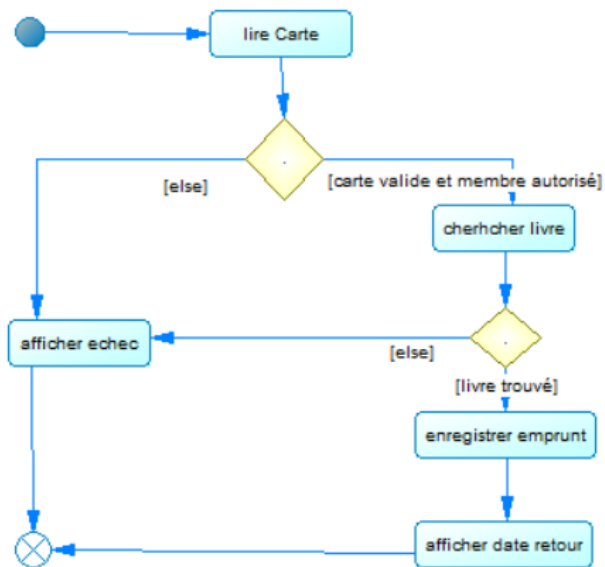 lire Carte
[else]
[carte valide et membre autorisé]
cherhcher livre
afficher echec
[else]
[livre trouvé]
enregistrer emprunt
afficher date retour